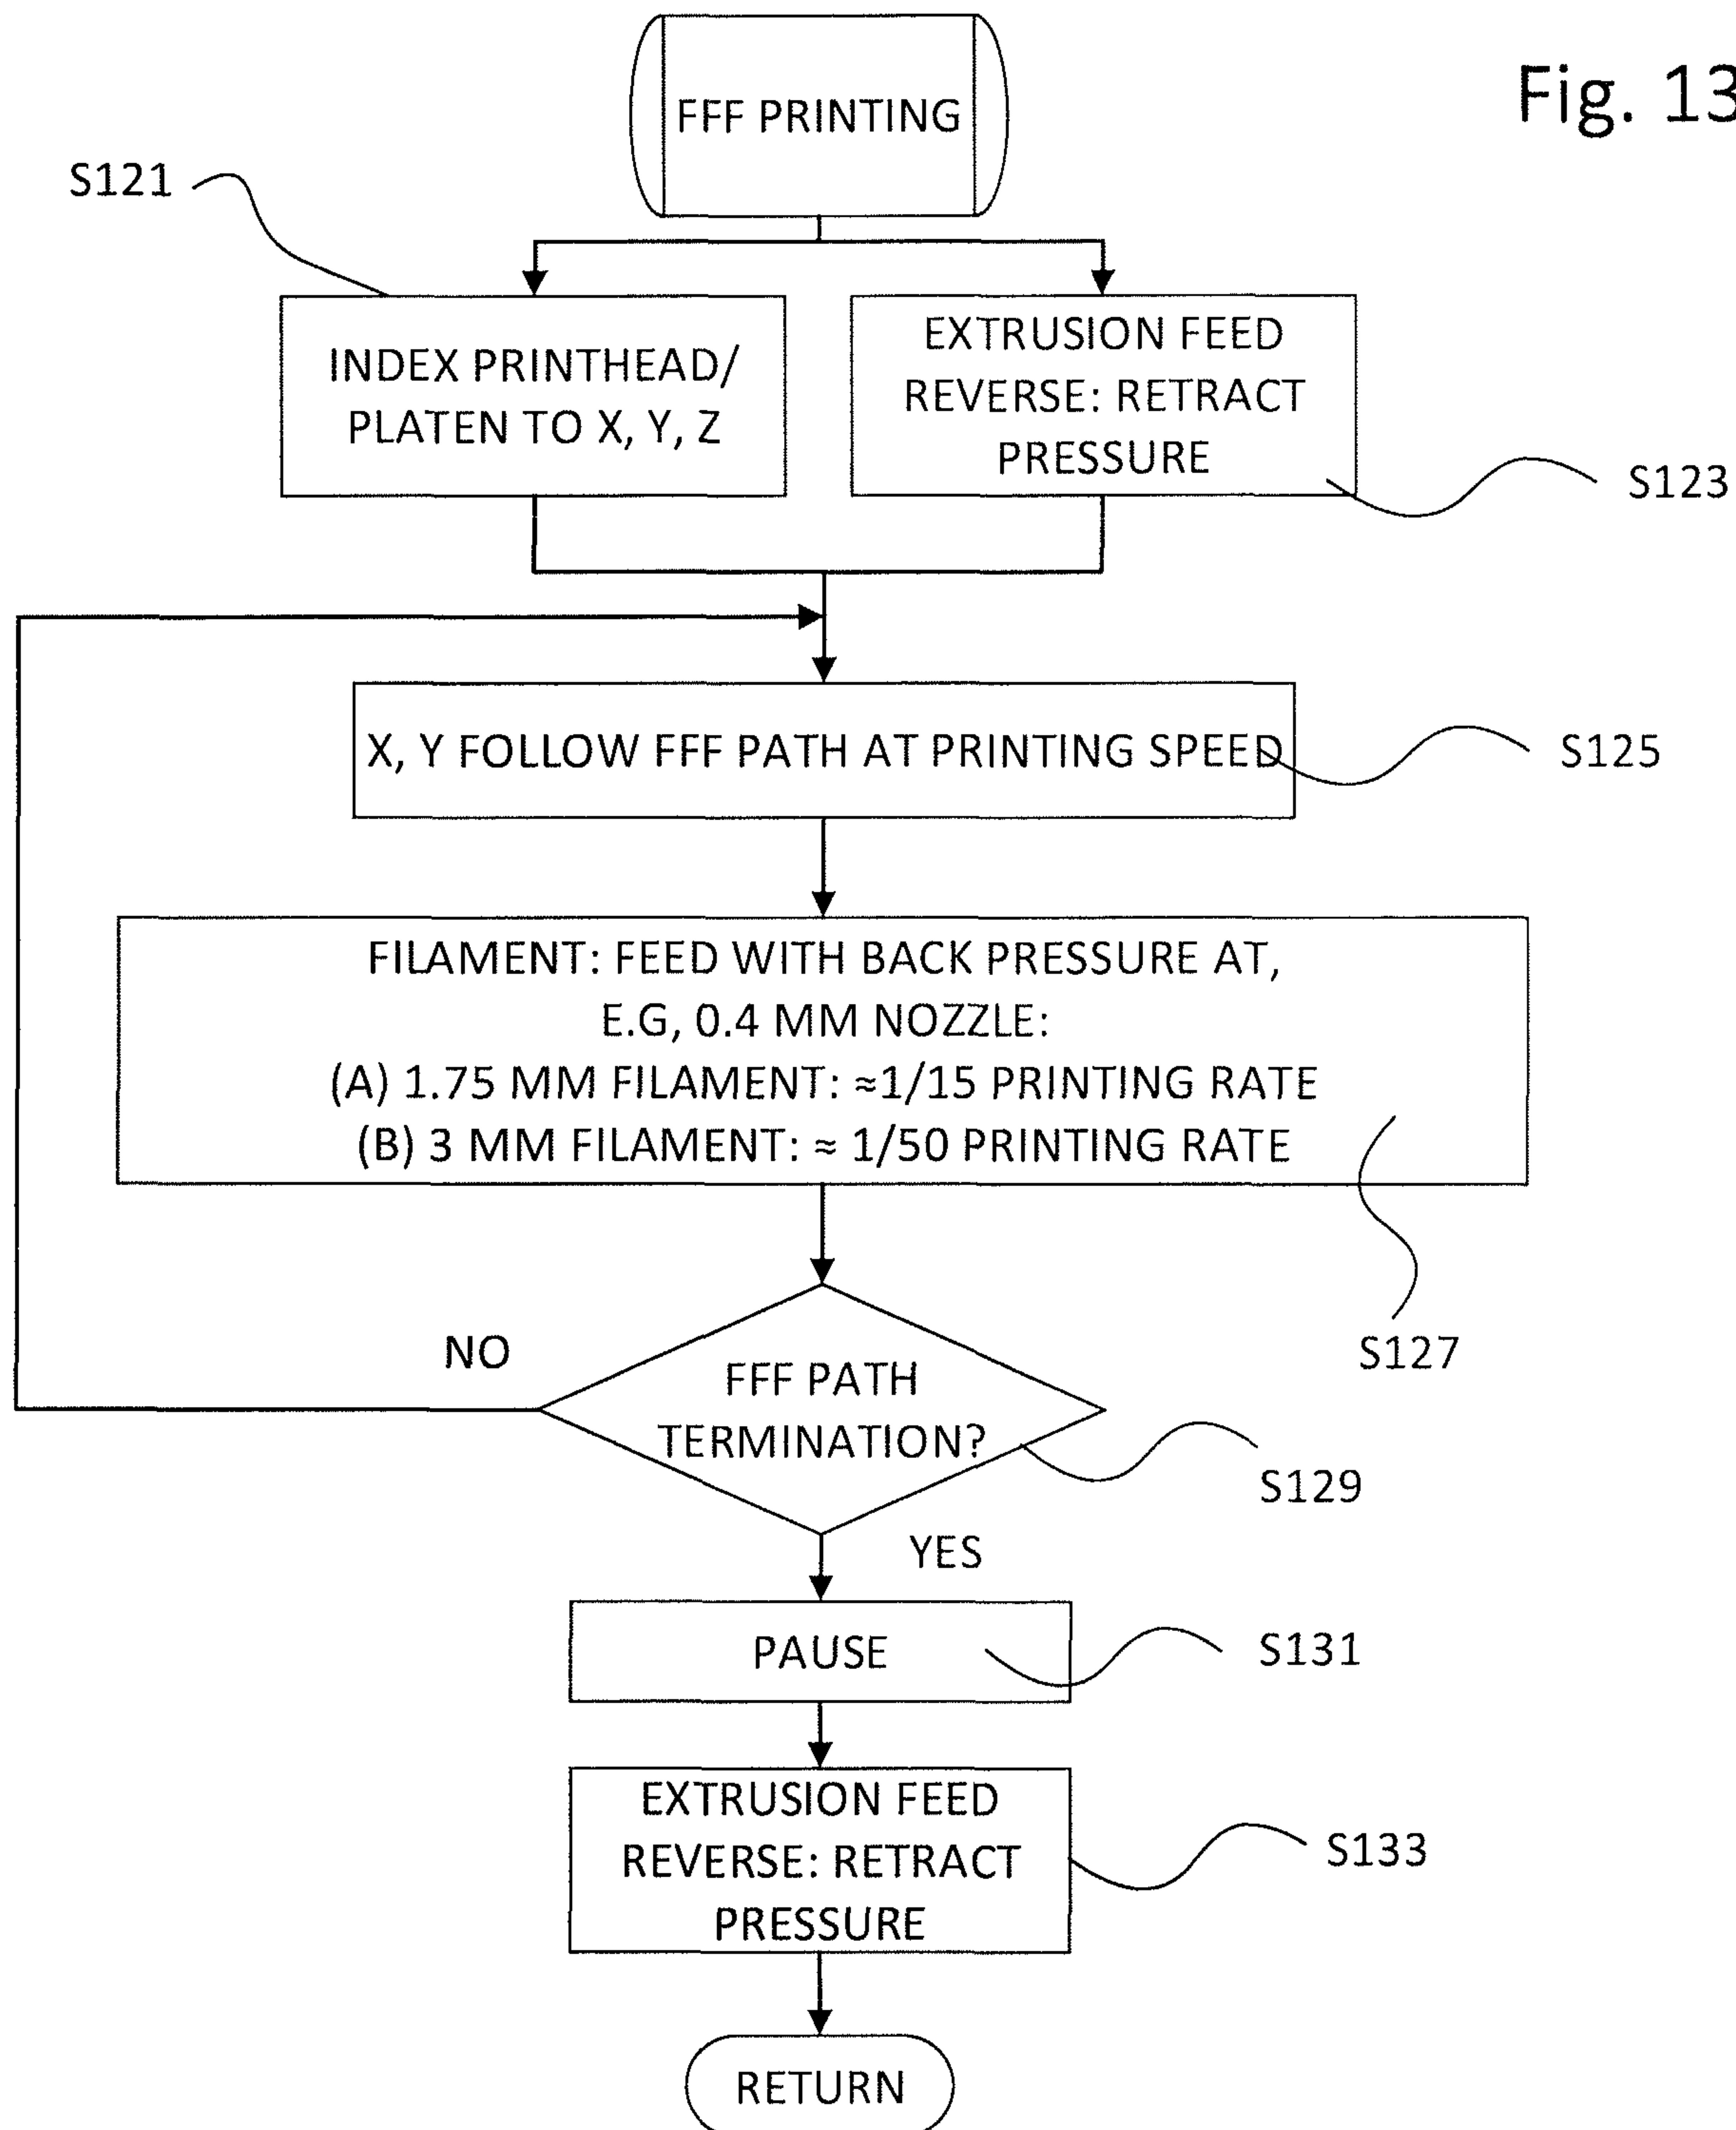 Fig. 13
FFF PRINTING
S121
INDEX PRINTHEAD/
PLATEN TO X, Y, Z
EXTRUSION FEED
REVERSE: RETRACT
PRESSURE
S123
X, Y FOLLOW FFF PATH AT PRINTING SPEED
S125
FILAMENT: FEED WITH BACK PRESSURE AT,
E.G, 0.4 MM NOZZLE:
(A) 1.75 MM FILAMENT: ≈1/15 PRINTING RATE
(B) 3 MM FILAMENT: ≈ 1/50 PRINTING RATE
S127
NO
FFF PATH
TERMINATION?
S129
YES
PAUSE
S131
EXTRUSION FEED
REVERSE: RETRACT
PRESSURE
S133
RETURN